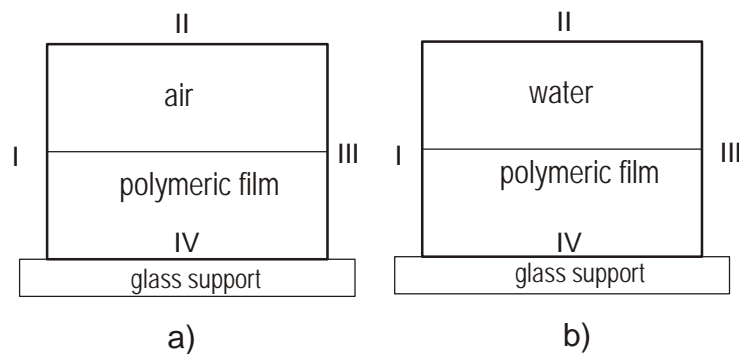 II
air
I
III
polymeric film
IV
glass support
a)
II
water
I
III
polymeric film
IV
glass support
b)